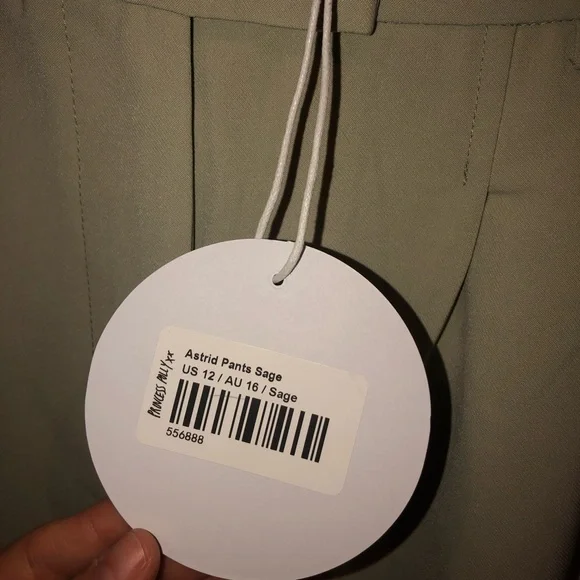 PRINCESS POLLY xx
Astrid Pants Sage
US 12 / AU 16 / Sage
556888